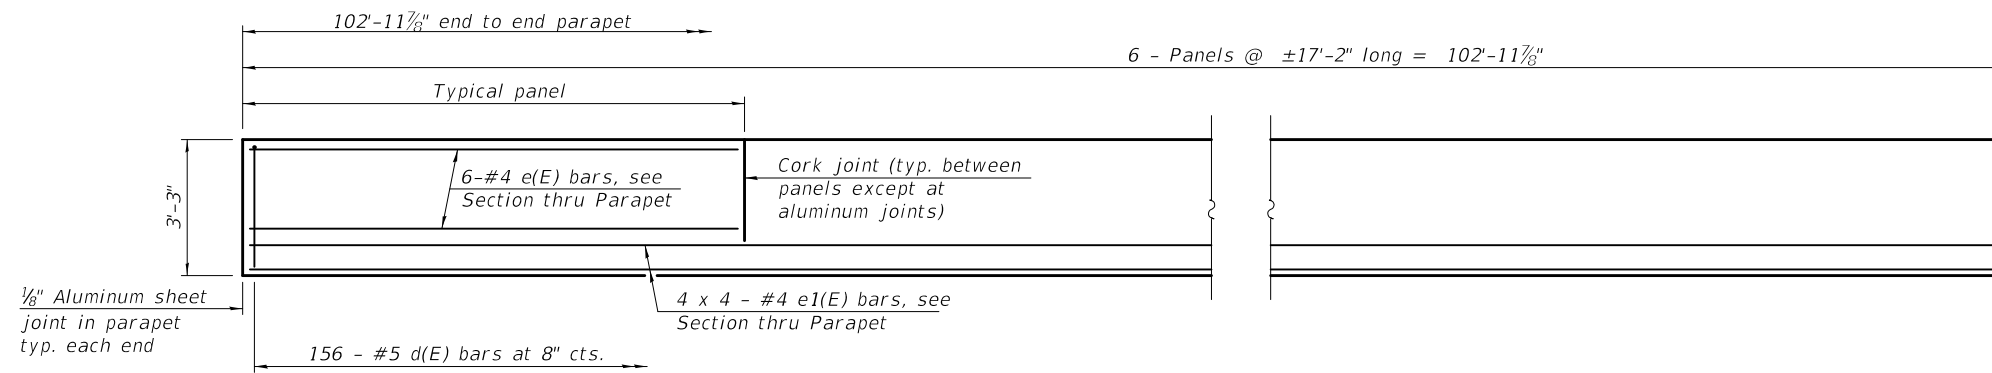 102'-11⅞" end to end parapet
6 - Panels @ ±17'-2" long = 102'-11⅞"
Typical panel
3'-3"
6-#4 e(E) bars, see
Section thru Parapet
Cork joint (typ. between
panels except at
aluminum joints)
⅛" Aluminum sheet
joint in parapet
typ. each end
4 x 4 - #4 e1(E) bars, see
Section thru Parapet
156 - #5 d(E) bars at 8" cts.